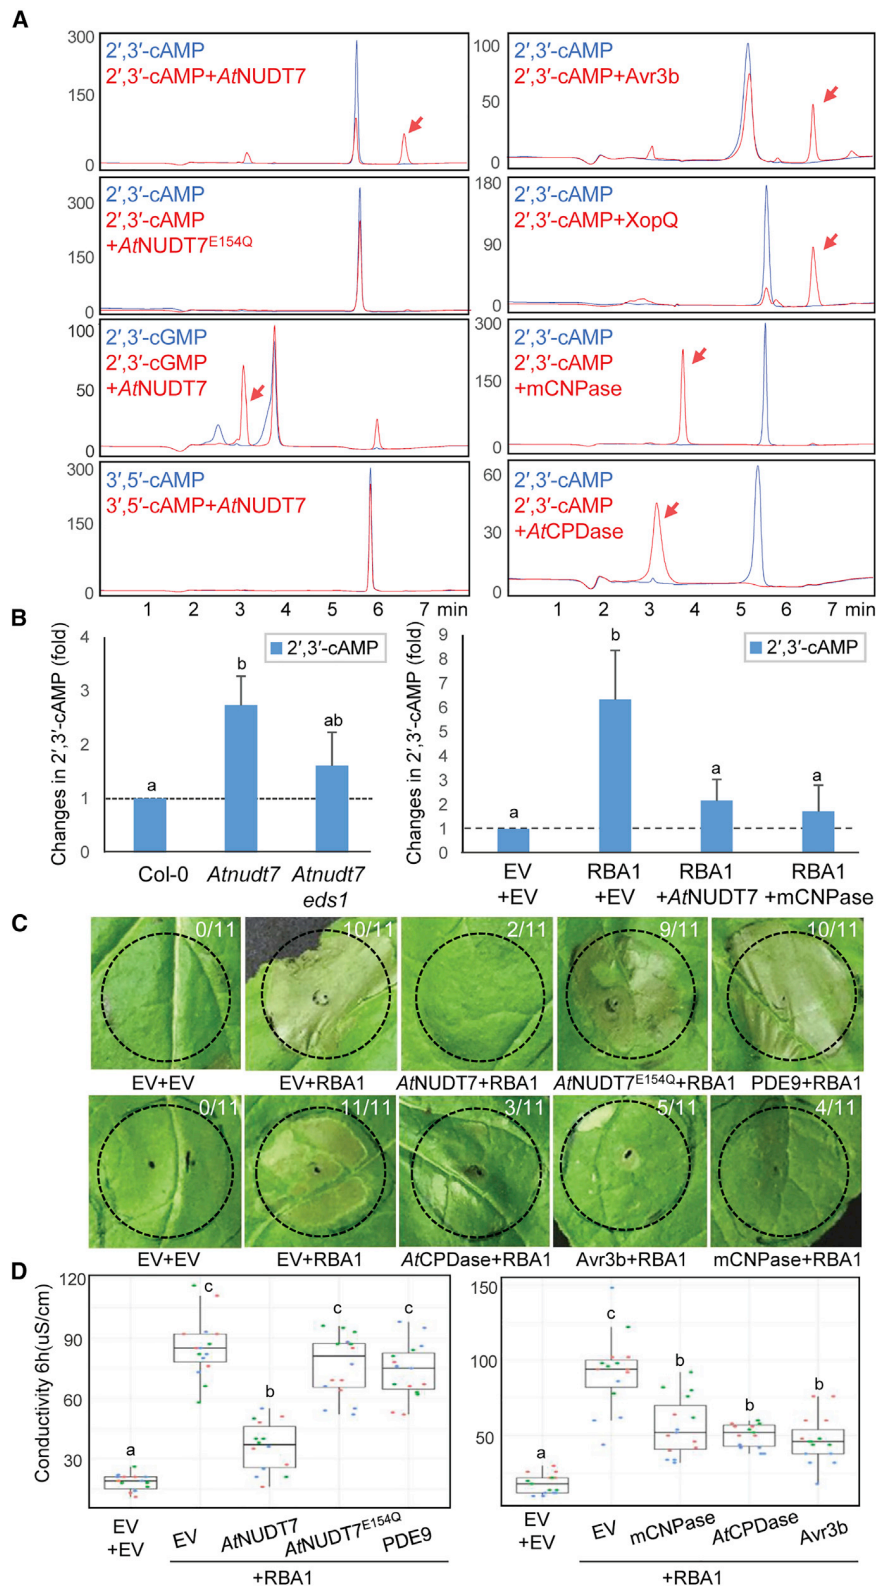 A
300
150
0
2′,3′-cAMP
2′,3′-cAMP+AtNUDT7
100
50
0
2′,3′-cAMP
2′,3′-cAMP+Avr3b
300
150
0
2′,3′-cAMP
2′,3′-cAMP
+AtNUDT7E154Q
180
90
0
2′,3′-cAMP
2′,3′-cAMP+XopQ
100
50
0
2′,3′-cGMP
2′,3′-cGMP
+AtNUDT7
300
150
0
2′,3′-cAMP
2′,3′-cAMP
+mCNPase
300
150
0
3′,5′-cAMP
3′,5′-cAMP+AtNUDT7
60
30
0
2′,3′-cAMP
2′,3′-cAMP
+AtCPDase
1 2 3 4 5 6 7 min
1 2 3 4 5 6 7 min
B
Changes in 2′,3′-cAMP (fold)
4
3
2
1
0
2′,3′-cAMP
a
b
ab
Col-0
Atnudt7
Atnudt7
eds1
Changes in 2′,3′-cAMP (fold)
9
8
7
6
5
4
3
2
1
0
2′,3′-cAMP
a
b
a
a
EV
+EV
RBA1
+EV
RBA1
+AtNUDT7
RBA1
+mCNPase
C
0/11
10/11
2/11
9/11
10/11
EV+EV
EV+RBA1
AtNUDT7+RBA1
AtNUDT7E154Q+RBA1
PDE9+RBA1
0/11
11/11
3/11
5/11
4/11
EV+EV
EV+RBA1
AtCPDase+RBA1
Avr3b+RBA1
mCNPase+RBA1
D
Conductivity 6h(uS/cm)
120
90
60
30
a
c
b
c
c
EV
+EV
EV
AtNUDT7
AtNUDT7E154Q
PDE9
+RBA1
150
100
50
a
c
b
b
b
EV
+EV
EV
mCNPase
AtCPDase
Avr3b
+RBA1